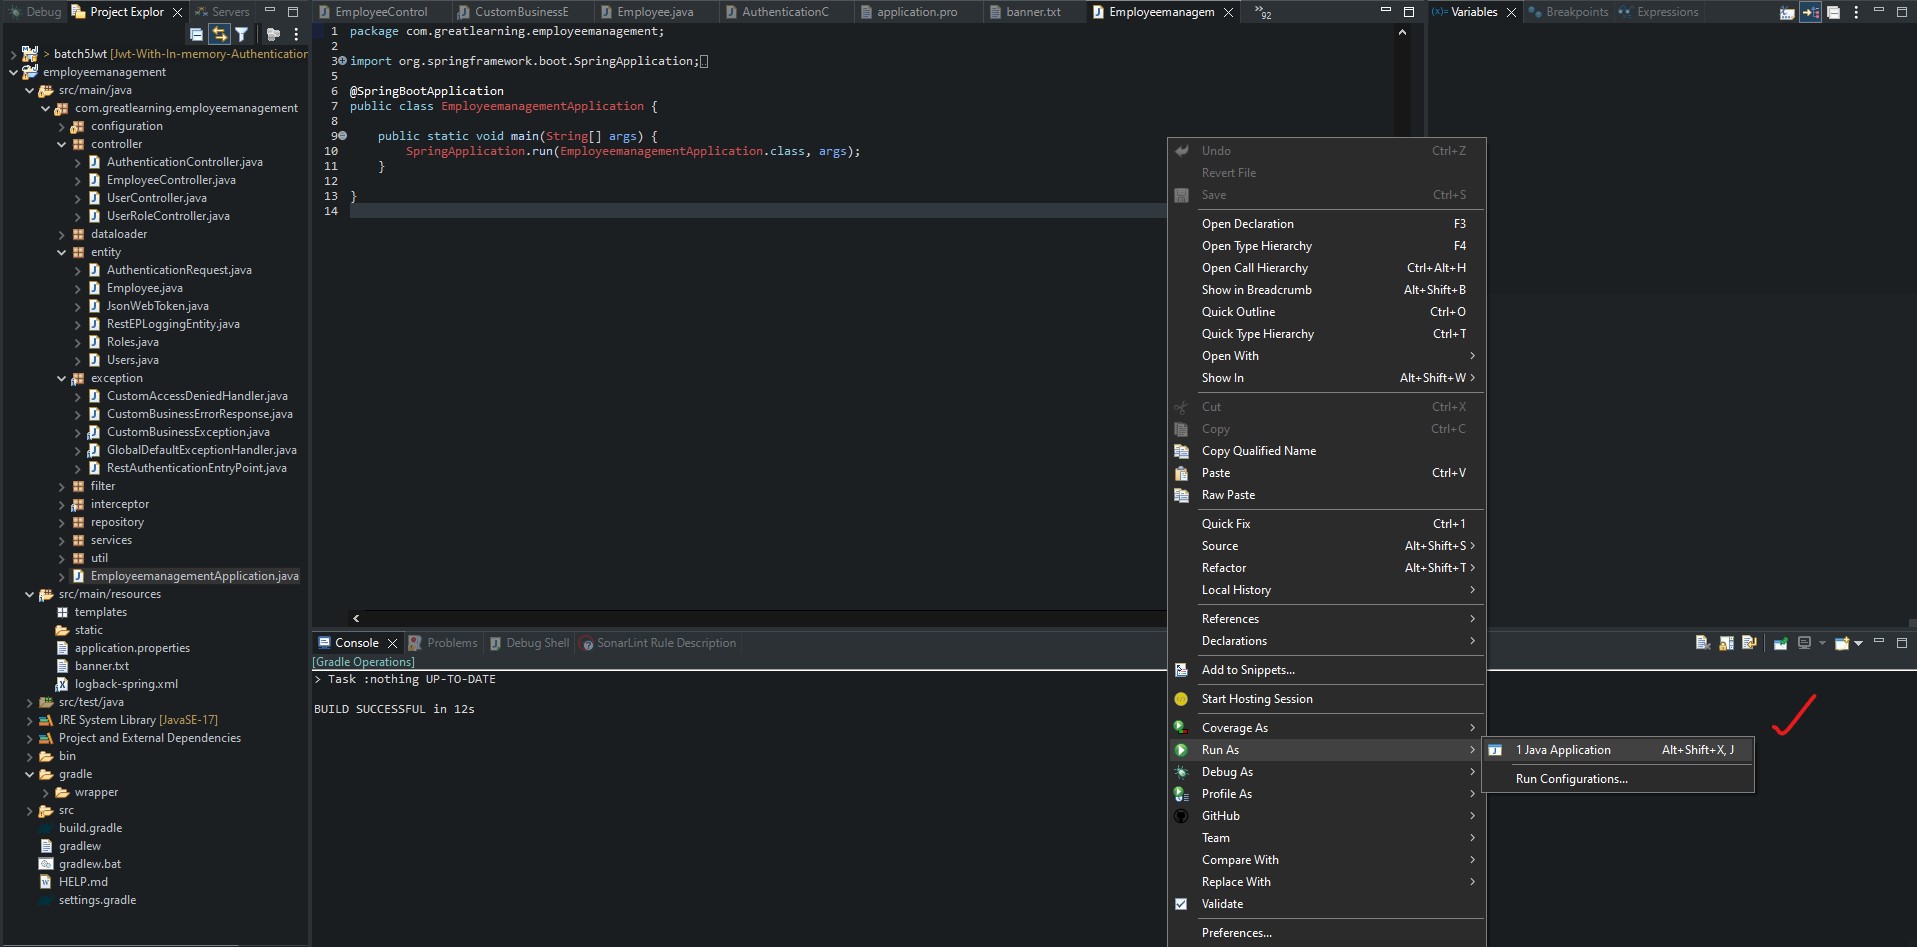 Debug Project Explor Servers
> batch5Jwt [Jwt-With-In-memory-Authentication
employeemanagement
src/main/java
com.greatlearning.employeemanagement
configuration
controller
AuthenticationController.java
EmployeeController.java
UserController.java
UserRoleController.java
dataloader
entity
AuthenticationRequest.java
Employee.java
JsonWebToken.java
RestEPLoggingEntity.java
Roles.java
Users.java
exception
CustomAccessDeniedHandler.java
CustomBusinessErrorResponse.java
CustomBusinessException.java
GlobalDefaultExceptionHandler.java
RestAuthenticationEntryPoint.java
filter
interceptor
repository
services
util
EmployeemanagementApplication.java
src/main/resources
templates
static
application.properties
banner.txt
logback-spring.xml
src/test/java
JRE System Library [JavaSE-17]
Project and External Dependencies
bin
gradle
wrapper
src
build.gradle
gradlew
gradlew.bat
HELP.md
settings.gradle
EmployeeControl CustomBusinessE Employee.java AuthenticationC application.pro banner.txt Employeemanagem »92
1 package com.greatlearning.employeemanagement;
2
3 import org.springframework.boot.SpringApplication;
5
6 @SpringBootApplication
7 public class EmployeemanagementApplication {
8
9 public static void main(String[] args) {
10 SpringApplication.run(EmployeemanagementApplication.class, args);
11 }
12
13 }
14
Variables Breakpoints Expressions
Console Problems Debug Shell SonarLint Rule Description
[Gradle Operations]
> Task :nothing UP-TO-DATE
BUILD SUCCESSFUL in 12s
Undo Ctrl+Z
Revert File
Save Ctrl+S
Open Declaration F3
Open Type Hierarchy F4
Open Call Hierarchy Ctrl+Alt+H
Show in Breadcrumb Alt+Shift+B
Quick Outline Ctrl+O
Quick Type Hierarchy Ctrl+T
Open With
Show In Alt+Shift+W
Cut Ctrl+X
Copy Ctrl+C
Copy Qualified Name
Paste Ctrl+V
Raw Paste
Quick Fix Ctrl+1
Source Alt+Shift+S
Refactor Alt+Shift+T
Local History
References
Declarations
Add to Snippets...
Start Hosting Session
Coverage As
Run As
Debug As
Profile As
GitHub
Team
Compare With
Replace With
Validate
Preferences...
1 Java Application Alt+Shift+X, J
Run Configurations...